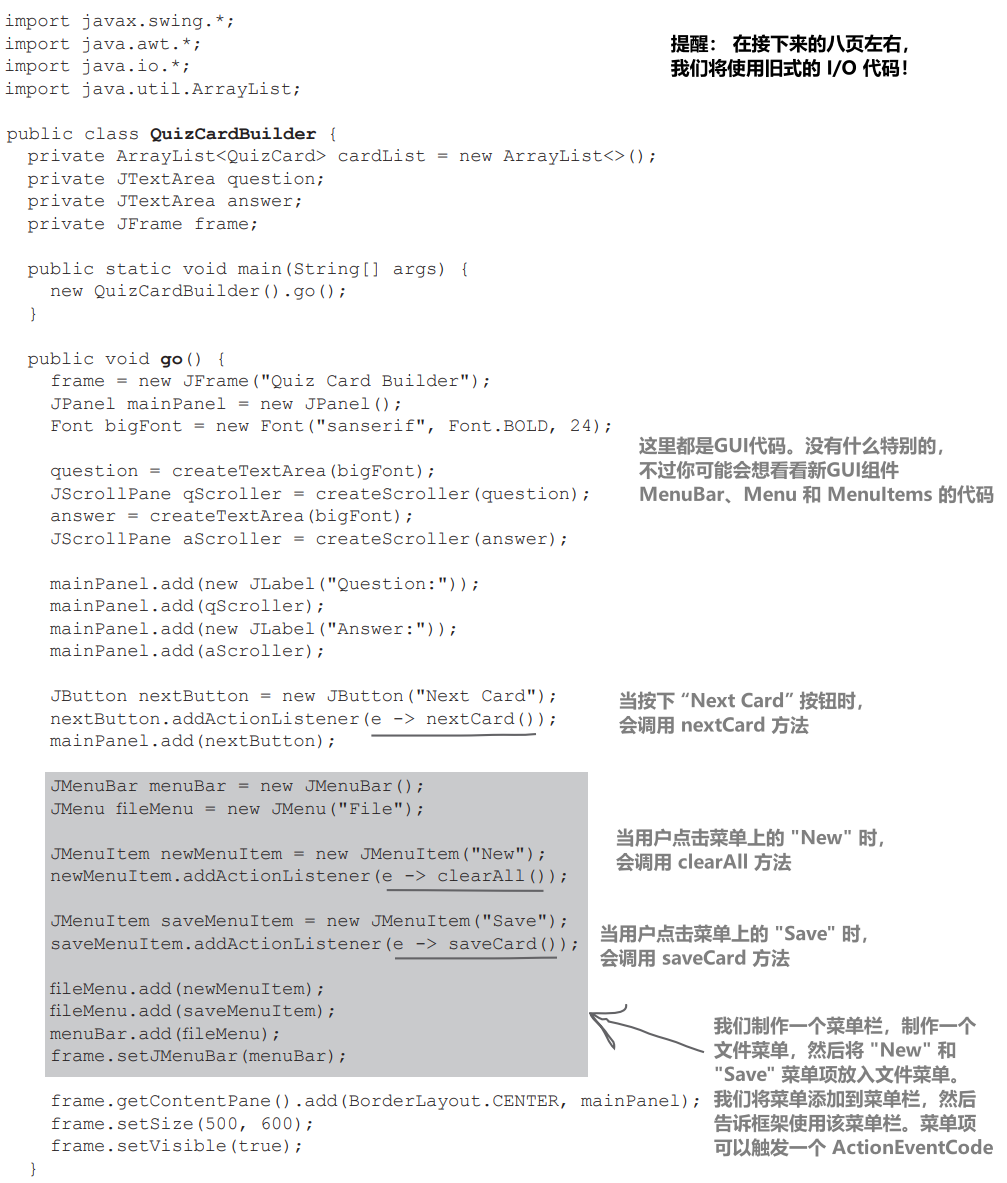 import javax.swing.*;
import java.awt.*;
import java.io.*;
import java.util.ArrayList;
提醒： 在接下来的八页左右，
我们将使用旧式的 I/O 代码！
public class QuizCardBuilder {
  private ArrayList<QuizCard> cardList = new ArrayList<>();
  private JTextArea question;
  private JTextArea answer;
  private JFrame frame;
  public static void main(String[] args) {
    new QuizCardBuilder().go();
  }
  public void go() {
    frame = new JFrame("Quiz Card Builder");
    JPanel mainPanel = new JPanel();
    Font bigFont = new Font("sanserif", Font.BOLD, 24);
    question = createTextArea(bigFont);
    JScrollPane qScroller = createScroller(question);
    answer = createTextArea(bigFont);
    JScrollPane aScroller = createScroller(answer);
这里都是GUI代码。没有什么特别的，
不过你可能会想看看新GUI组件
MenuBar、Menu 和 MenuItems 的代码
    mainPanel.add(new JLabel("Question:"));
    mainPanel.add(qScroller);
    mainPanel.add(new JLabel("Answer:"));
    mainPanel.add(aScroller);
    JButton nextButton = new JButton("Next Card");
    nextButton.addActionListener(e -> nextCard());
    mainPanel.add(nextButton);
当按下 “Next Card” 按钮时，
会调用 nextCard 方法
    JMenuBar menuBar = new JMenuBar();
    JMenu fileMenu = new JMenu("File");
    JMenuItem newMenuItem = new JMenuItem("New");
    newMenuItem.addActionListener(e -> clearAll());
当用户点击菜单上的 "New" 时，
会调用 clearAll 方法
    JMenuItem saveMenuItem = new JMenuItem("Save");
    saveMenuItem.addActionListener(e -> saveCard());
当用户点击菜单上的 "Save" 时，
会调用 saveCard 方法
    fileMenu.add(newMenuItem);
    fileMenu.add(saveMenuItem);
    menuBar.add(fileMenu);
    frame.setJMenuBar(menuBar);
我们制作一个菜单栏，制作一个
文件菜单，然后将 "New" 和
"Save" 菜单项放入文件菜单。
我们将菜单添加到菜单栏，然后
告诉框架使用该菜单栏。菜单项
可以触发一个 ActionEventCode
    frame.getContentPane().add(BorderLayout.CENTER, mainPanel);
    frame.setSize(500, 600);
    frame.setVisible(true);
  }